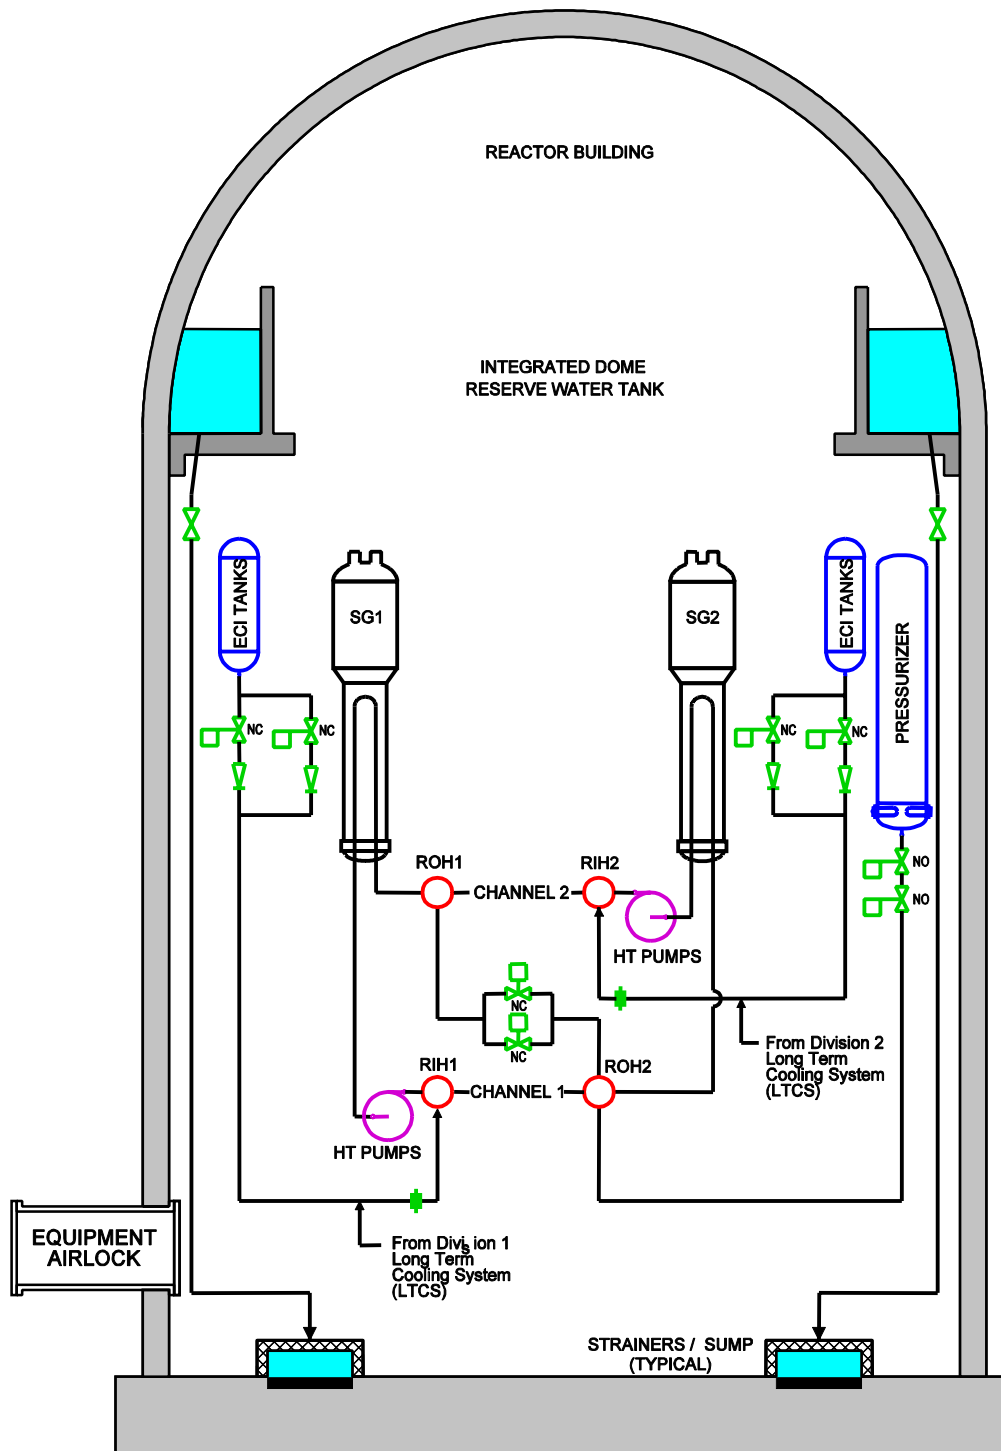 REACTOR BUILDING
INTEGRATED DOME
RESERVE WATER TANK
ECI TANKS
SG1
SG2
ECI TANKS
PRESSURIZER
NC
NC
NC
NC
NO
NO
ROH1
RIH2
CHANNEL 2
HT PUMPS
NC
NC
From Division 2
Long Term
Cooling System
(LTCS)
RIH1
ROH2
CHANNEL 1
HT PUMPS
EQUIPMENT
AIRLOCK
From Division 1
Long Term
Cooling System
(LTCS)
STRAINERS / SUMP
(TYPICAL)